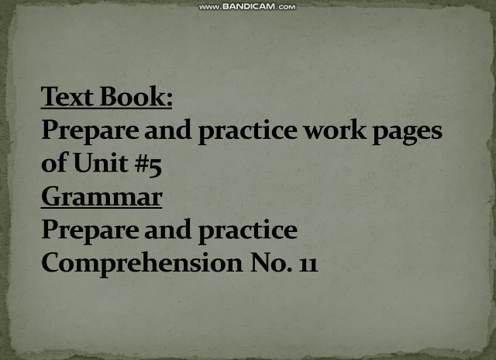 www.BANDICAM.com
Text Book:
Prepare and practice work pages
of Unit #5
Grammar
Prepare and practice
Comprehension No. 11